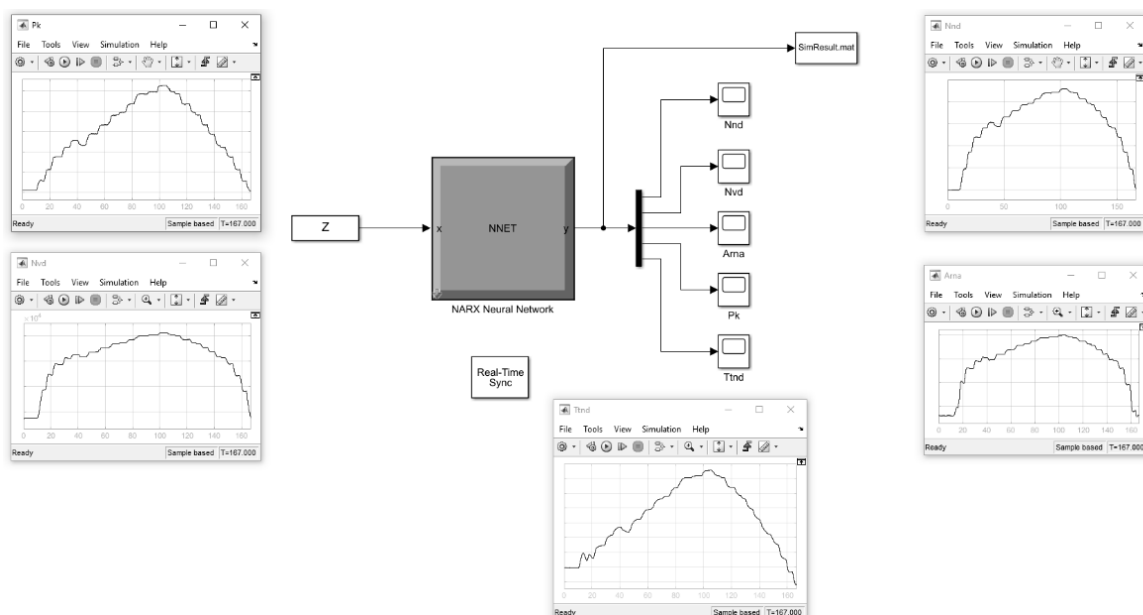 Pk
File Tools View Simulation Help
0 20 40 60 80 100 120 140 160
Ready Sample based T=167.000
Nvd
File Tools View Simulation Help
×10⁴
0 20 40 60 80 100 120 140 160
Ready Sample based T=167.000
Z
x NNET y
NARX Neural Network
Real-Time
Sync
SimResult.mat
Nnd
Nvd
Arna
Pk
Ttnd
Ttnd
File Tools View Simulation Help
0 20 40 60 80 100 120 140 160
Ready Sample based T=167.000
Nnd
File Tools View Simulation Help
0 50 100 150
Ready Sample based T=167.000
Arna
File Tools View Simulation Help
0 20 40 60 80 100 120 140 160
Ready Sample based T=167.000